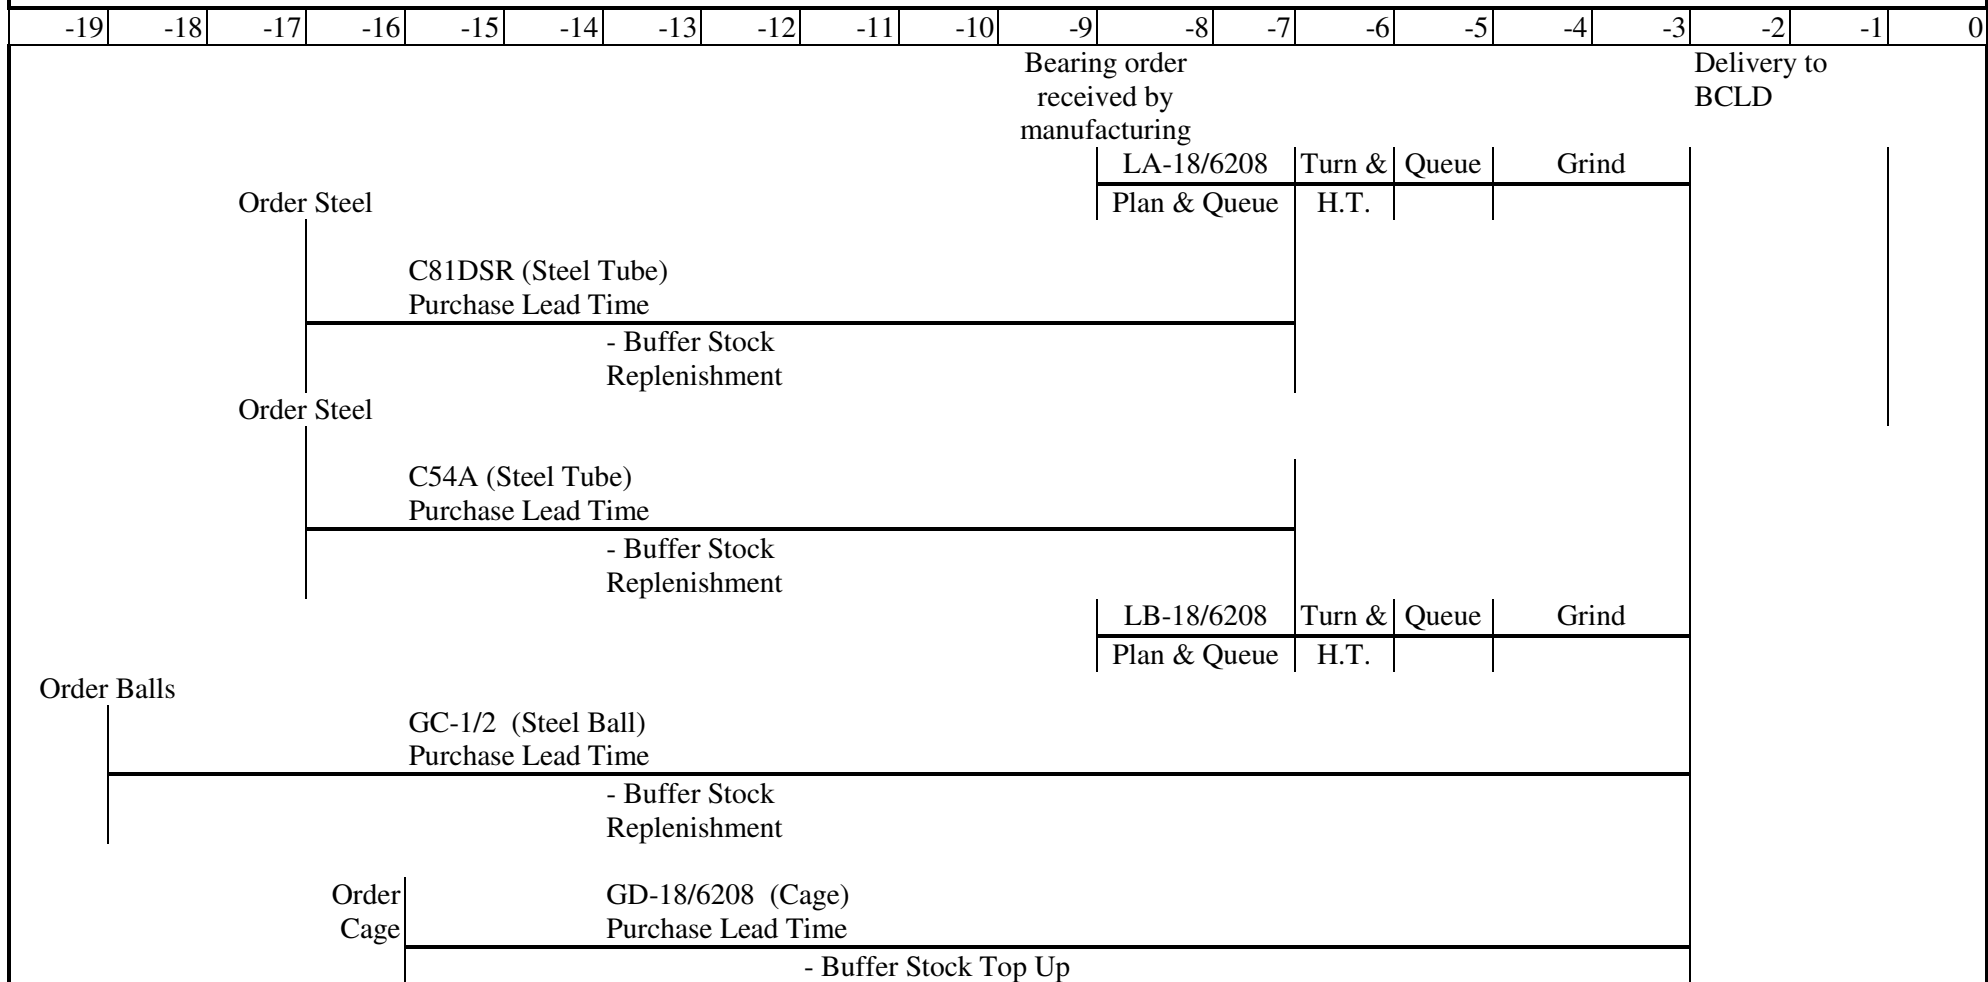 -19 -18 -17 -16 -15 -14 -13 -12 -11 -10 -9 -8 -7 -6 -5 -4 -3 -2 -1 0
Bearing order
received by
manufacturing
Delivery to
BCLD
LA-18/6208 Turn & Queue Grind
Plan & Queue H.T.
Order Steel
C81DSR (Steel Tube)
Purchase Lead Time
- Buffer Stock
Replenishment
Order Steel
C54A (Steel Tube)
Purchase Lead Time
- Buffer Stock
Replenishment
LB-18/6208 Turn & Queue Grind
Plan & Queue H.T.
Order Balls
GC-1/2 (Steel Ball)
Purchase Lead Time
- Buffer Stock
Replenishment
Order
Cage
GD-18/6208 (Cage)
Purchase Lead Time
- Buffer Stock Top Up